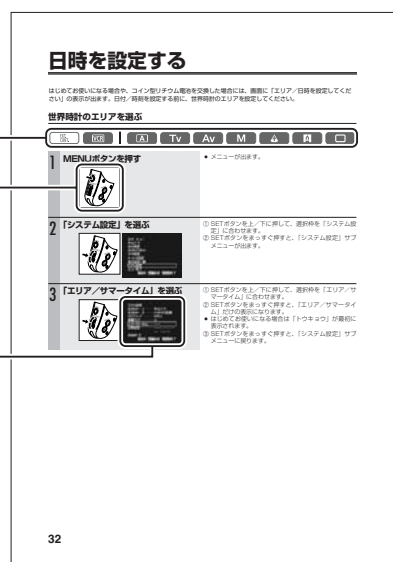 日時を設定する
はじめてお使いになる場合や、コイン型リチウム電池を交換した場合には、画面に「エリア／日時を設定してくだ
さい」の表示が出ます。日付／時刻を設定する前に、世界時計のエリアを設定してください。
世界時計のエリアを選ぶ
VCR A Tv Av M
1 MENUボタンを押す
● メニューが出ます。
2 「システム設定」を選ぶ
① SETボタンを上／下に押して、選択枠を「システム設
定」に合わせます。
② SETボタンをまっすぐ押すと、「システム設定」サブ
メニューが出ます。
3 「エリア／サマータイム」を選ぶ
① SETボタンを上／下に押して、選択枠を「エリア／サ
マータイム」に合わせます。
② SETボタンをまっすぐ押すと、「エリア／サマータイ
ム」だけの表示になります。
● はじめてお使いになる場合は「トウキョウ」が最初に
表示されます。
③ SETボタンをまっすぐ押すと、「システム設定」サブ
メニューに戻ります。
32